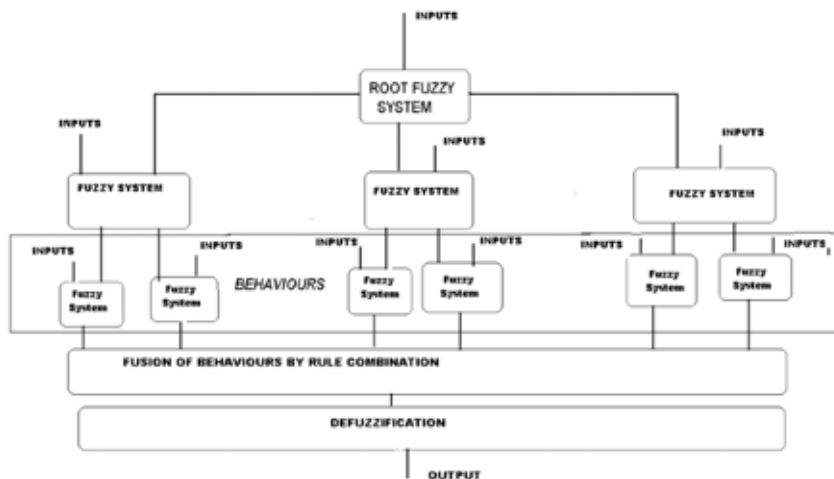 INPUTS
ROOT FUZZY
SYSTEM
INPUTS
INPUTS
INPUTS
FUZZY SYSTEM
FUZZY SYSTEM
FUZZY SYSTEM
INPUTS
INPUTS
INPUTS
INPUTS
INPUTS
INPUTS
BEHAVIOURS
Fuzzy
System
Fuzzy
System
Fuzzy
System
Fuzzy
System
Fuzzy
System
Fuzzy
System
FUSION OF BEHAVIOURS BY RULE COMBINATION
DEFUZZIFICATION
OUTPUT